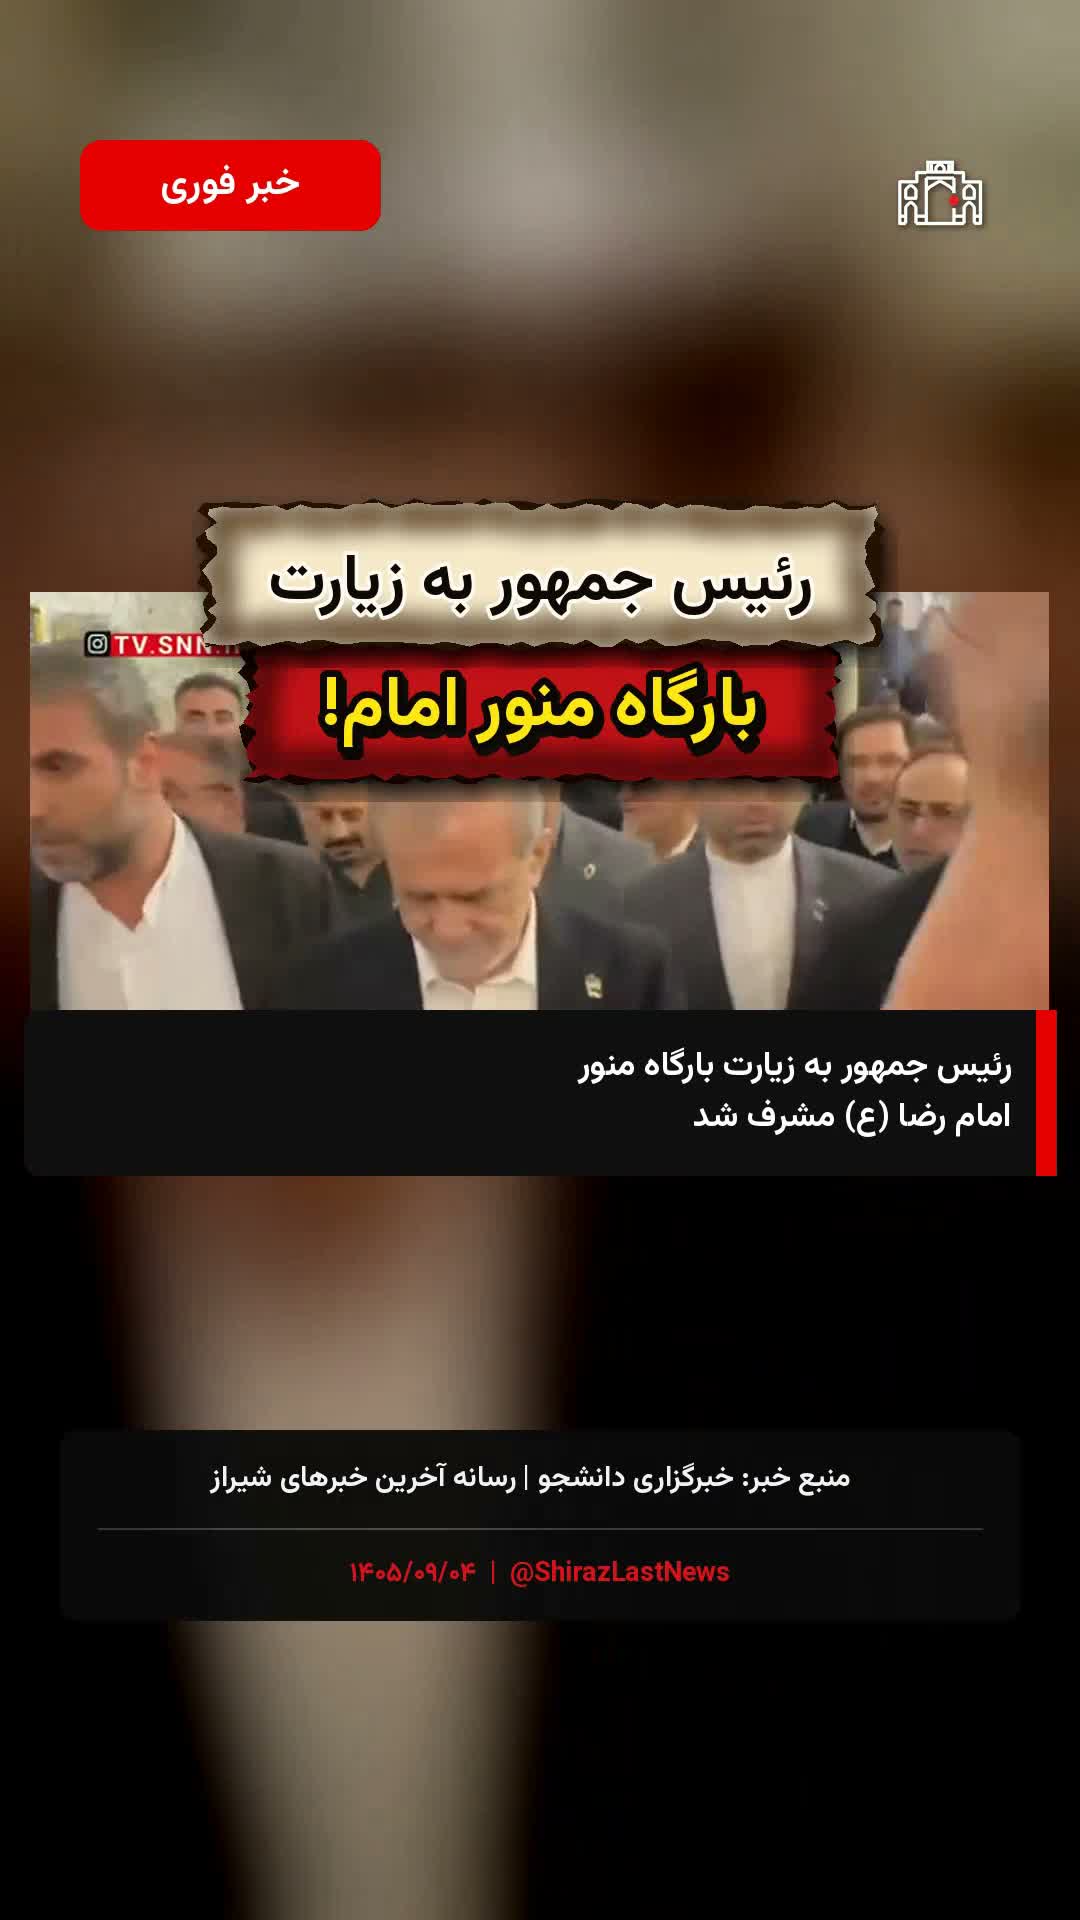 خبر فوری
رئیس جمهور به زیارت
بارگاه منور امام!
TV.SNN.
رئیس جمهور به زیارت بارگاه منور
امام رضا (ع) مشرف شد
منبع خبر: خبرگزاری دانشجو | رسانه آخرین خبرهای شیراز
۱۴۰۵/۰۹/۰۴ | @ShirazLastNews